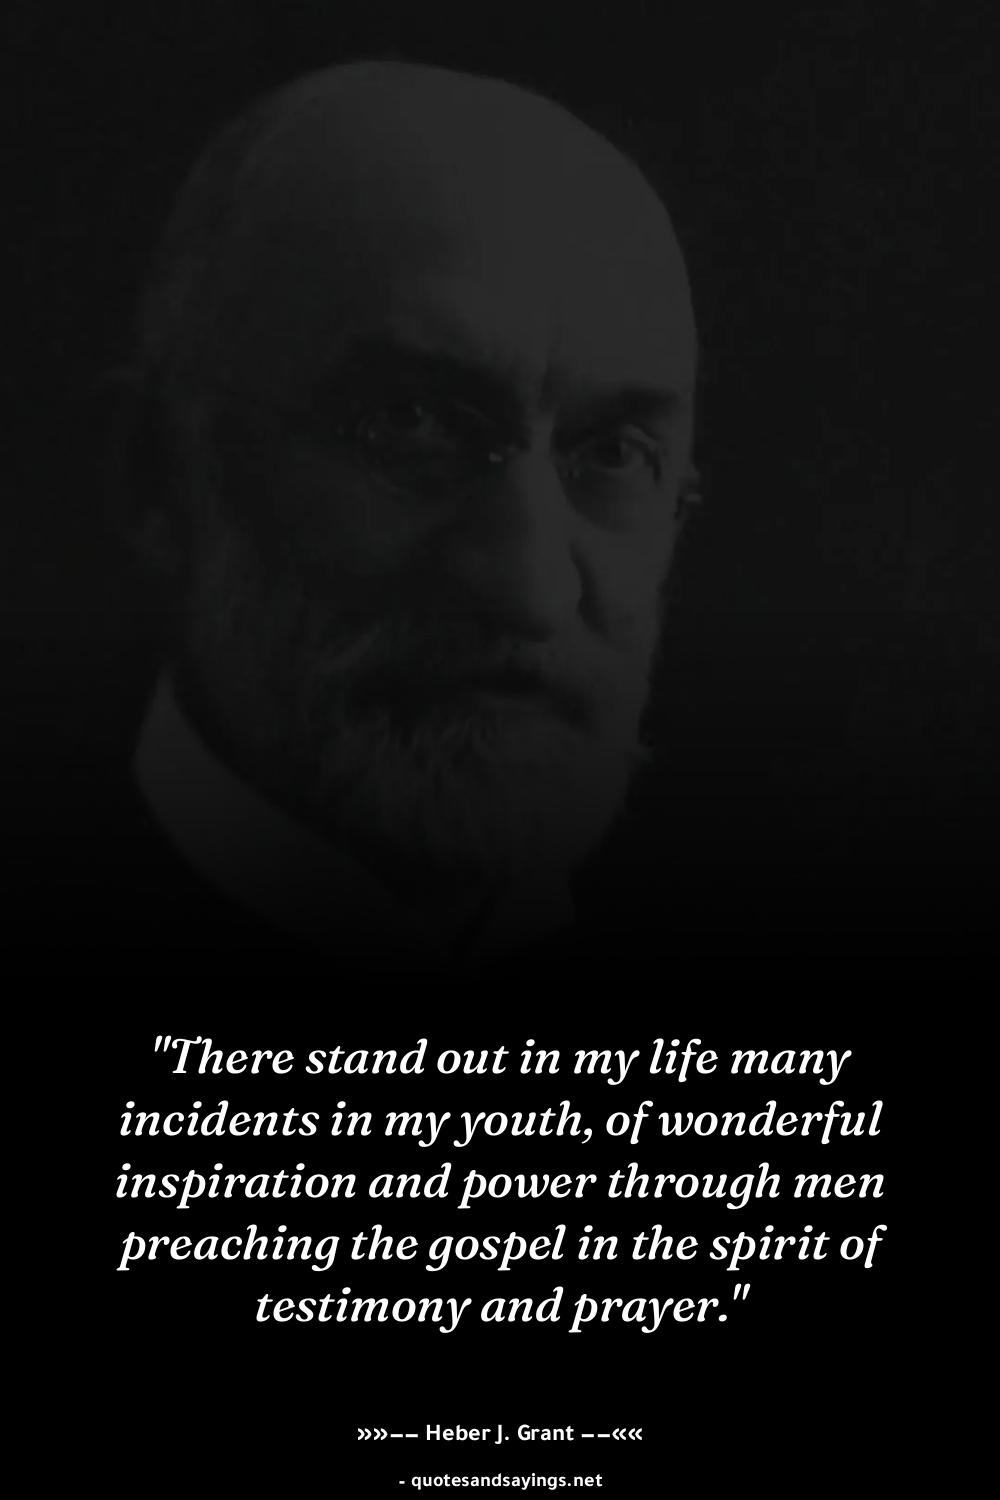 "There stand out in my life many
incidents in my youth, of wonderful
inspiration and power through men
preaching the gospel in the spirit of
testimony and prayer."
»»–– Heber J. Grant ––««
- quotesandsayings.net